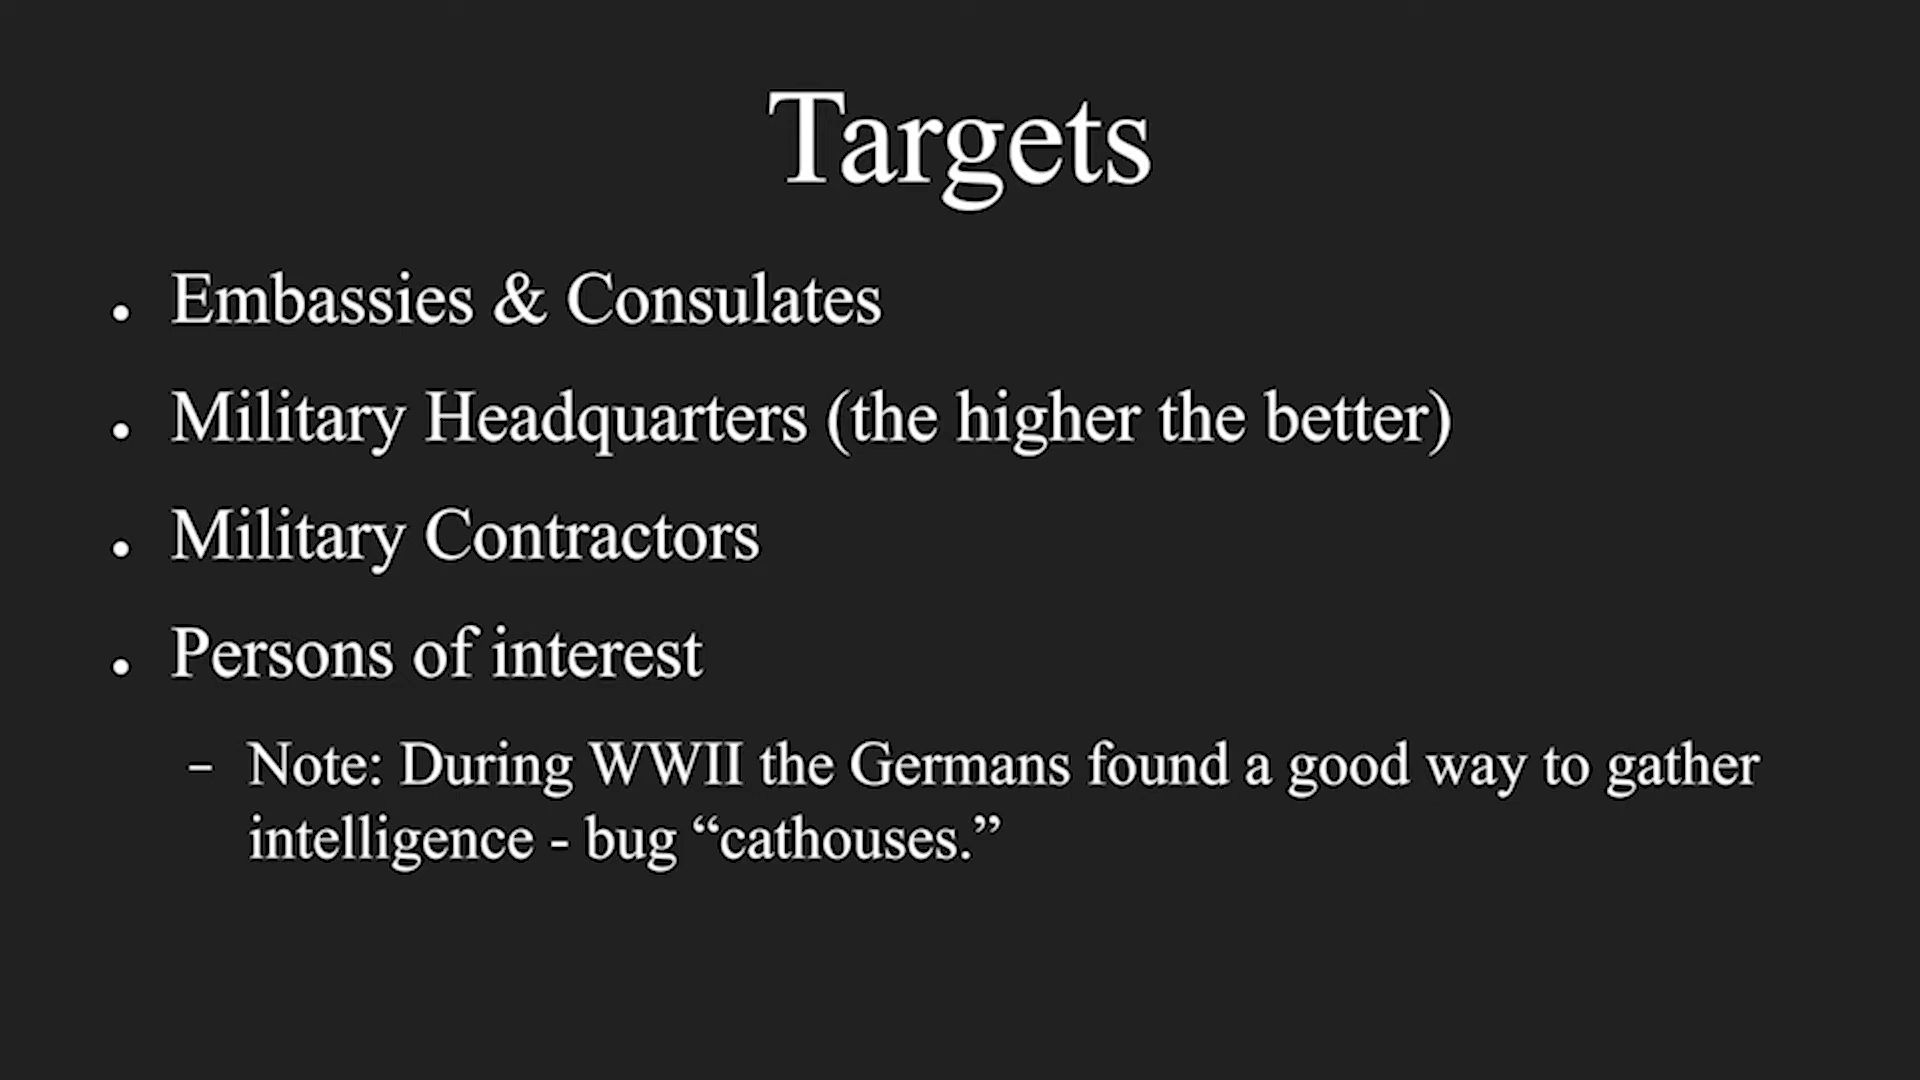 Targets
• Embassies & Consulates
• Military Headquarters (the higher the better)
• Military Contractors
• Persons of interest
– Note: During WWII the Germans found a good way to gather
intelligence - bug “cathouses.”